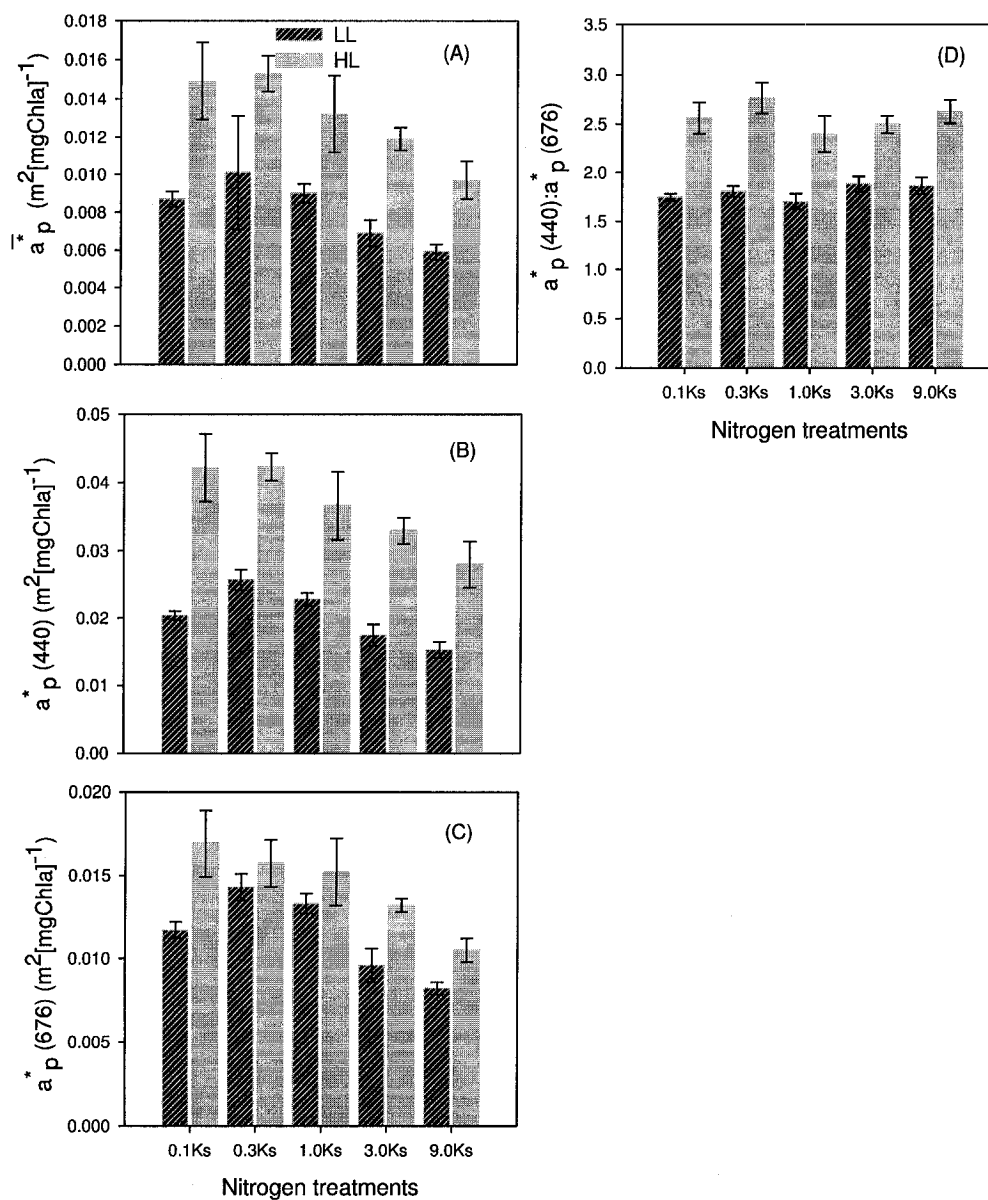 0.018
0.016
0.014
0.012
0.010
0.008
0.006
0.004
0.002
0.000
a̅*p (m²[mgChla]⁻¹)
LL
HL
(A)
0.05
0.04
0.03
0.02
0.01
0.00
a*p (440) (m²[mgChla]⁻¹)
(B)
0.020
0.015
0.010
0.005
0.000
a*p (676) (m²[mgChla]⁻¹)
(C)
0.1Ks 0.3Ks 1.0Ks 3.0Ks 9.0Ks
Nitrogen treatments
3.5
3.0
2.5
2.0
1.5
1.0
0.5
0.0
a*p (440):a*p (676)
(D)
0.1Ks 0.3Ks 1.0Ks 3.0Ks 9.0Ks
Nitrogen treatments